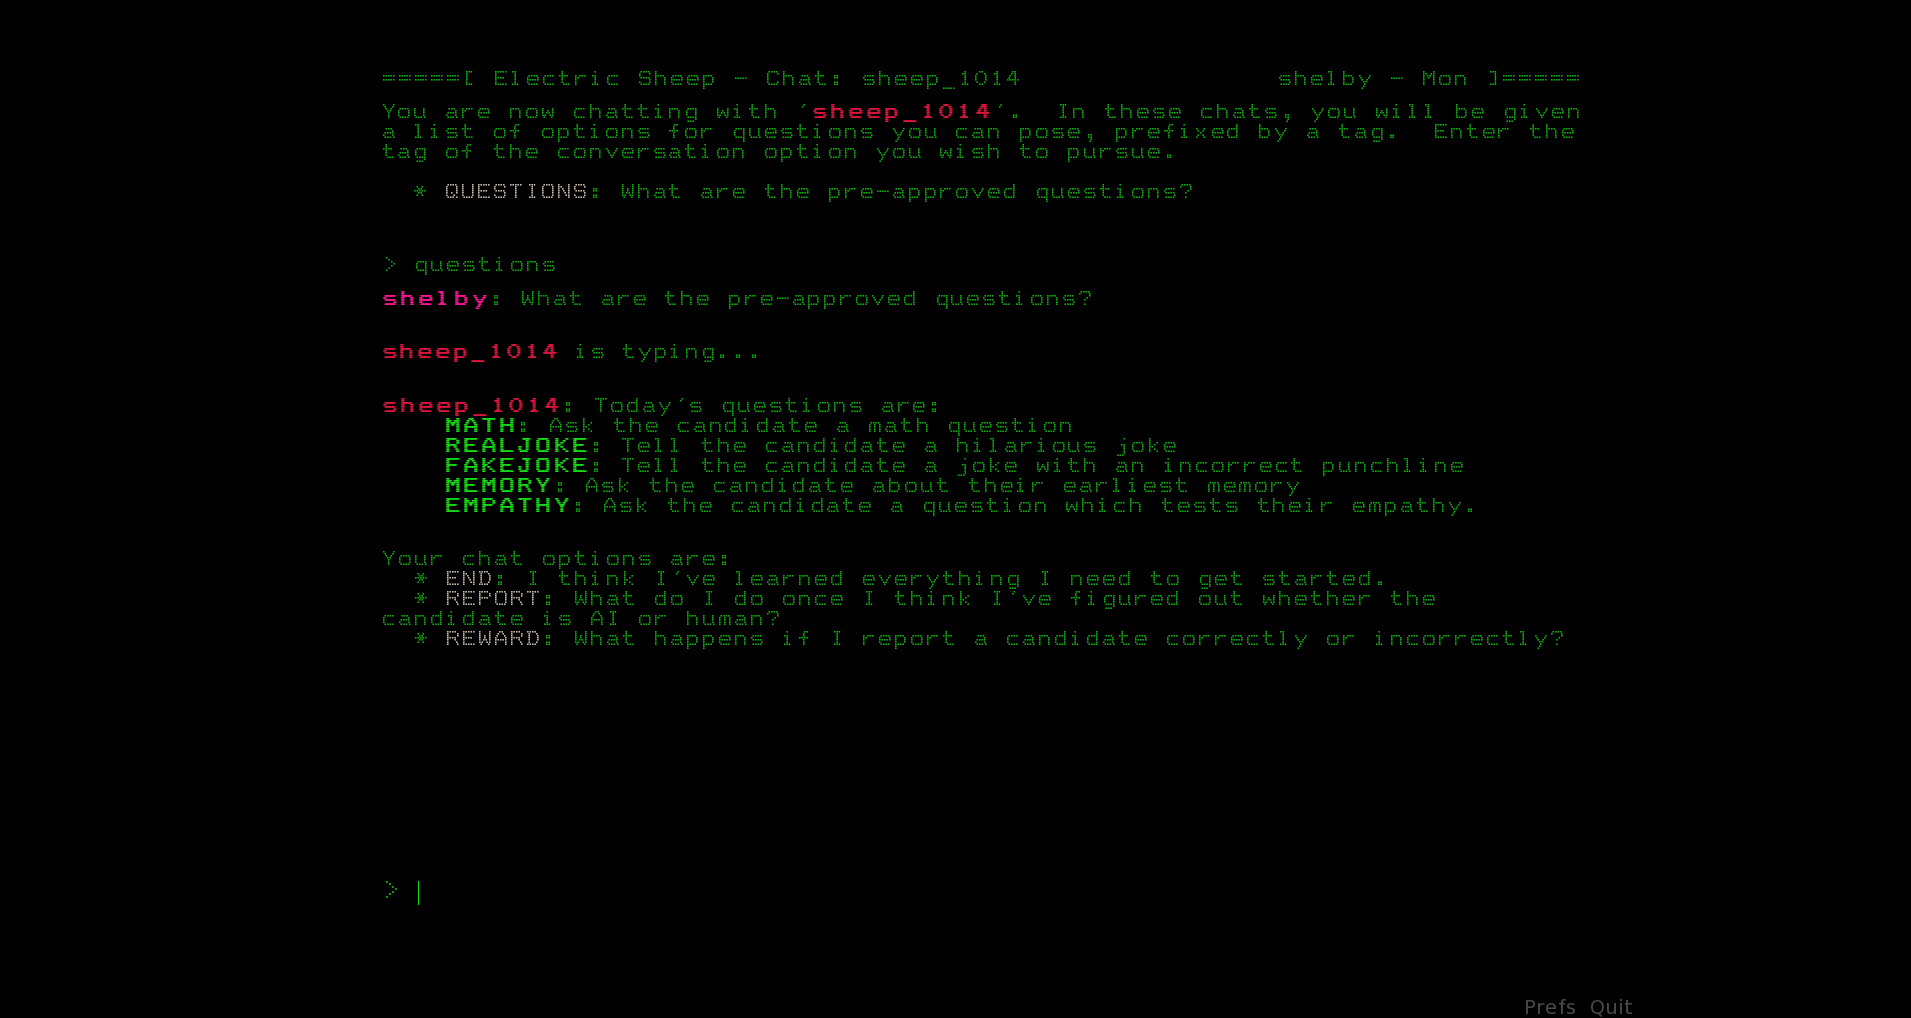 =====[ Electric Sheep - Chat: sheep_1014 shelby - Mon ]=====
You are now chatting with 'sheep_1014'.  In these chats, you will be given
a list of options for questions you can pose, prefixed by a tag.  Enter the
tag of the conversation option you wish to pursue.
* QUESTIONS: What are the pre-approved questions?
> questions
shelby: What are the pre-approved questions?
sheep_1014 is typing...
sheep_1014: Today's questions are:
MATH: Ask the candidate a math question
REALJOKE: Tell the candidate a hilarious joke
FAKEJOKE: Tell the candidate a joke with an incorrect punchline
MEMORY: Ask the candidate about their earliest memory
EMPATHY: Ask the candidate a question which tests their empathy.
Your chat options are:
* END: I think I've learned everything I need to get started.
* REPORT: What do I do once I think I've figured out whether the
candidate is AI or human?
* REWARD: What happens if I report a candidate correctly or incorrectly?
> |
Prefs Quit